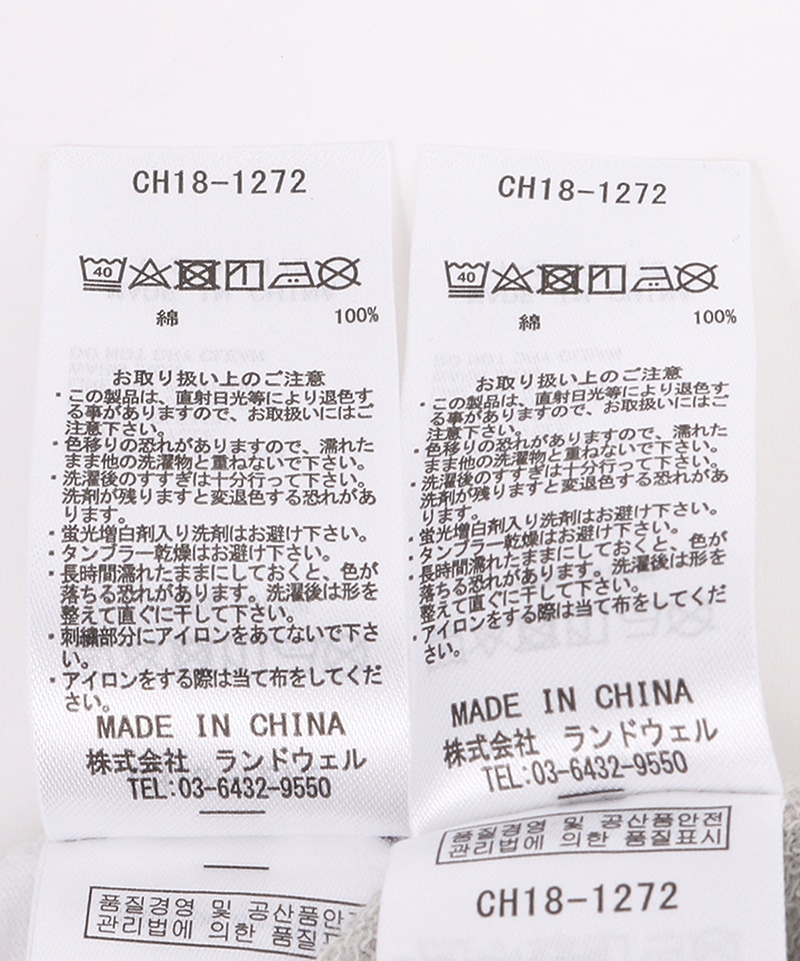 CH18-1272
40
綿 100%
お取り扱い上のご注意
・この製品は、直射日光等により退色す
る事がありますので、お取扱いにはご
注意下さい。
・色移りの恐れがありますので、濡れた
まま他の洗濯物と重ねないで下さい。
・洗濯後のすすぎは十分行って下さい。
洗剤が残りますと変退色する恐れがあ
ります。
・蛍光増白剤入り洗剤はお避け下さい。
・タンブラー乾燥はお避け下さい。
・長時間濡れたままにしておくと、色が
落ちる恐れがあります。洗濯後は形を
整えて直ぐに干して下さい。
・刺繍部分にアイロンをあてないで下さ
い。
・アイロンをする際は当て布をしてくだ
さい。
MADE IN CHINA
株式会社 ランドウェル
TEL:03-6432-9550
품질경영 및 공산품안전
관리법에 의한 품질표
CH18-1272
40
綿 100%
お取り扱い上のご注意
・この製品は、直射日光等により退色す
る事がありますので、お取扱いにはご
注意下さい。
・色移りの恐れがありますので、濡れた
まま他の洗濯物と重ねないで下さい。
・洗濯後のすすぎは十分行って下さい。
洗剤が残りますと変退色する恐れがあ
ります。
・蛍光増白剤入り洗剤はお避け下さい。
・タンブラー乾燥はお避け下さい。
・長時間濡れたままにしておくと、色が
落ちる恐れがあります。洗濯後は形を
整えて直ぐに干して下さい。
・アイロンをする際は当て布をしてくだ
さい。
MADE IN CHINA
株式会社 ランドウェル
TEL:03-6432-9550
품질경영 및 공산품안전
관리법에 의한 품질표시
CH18-1272